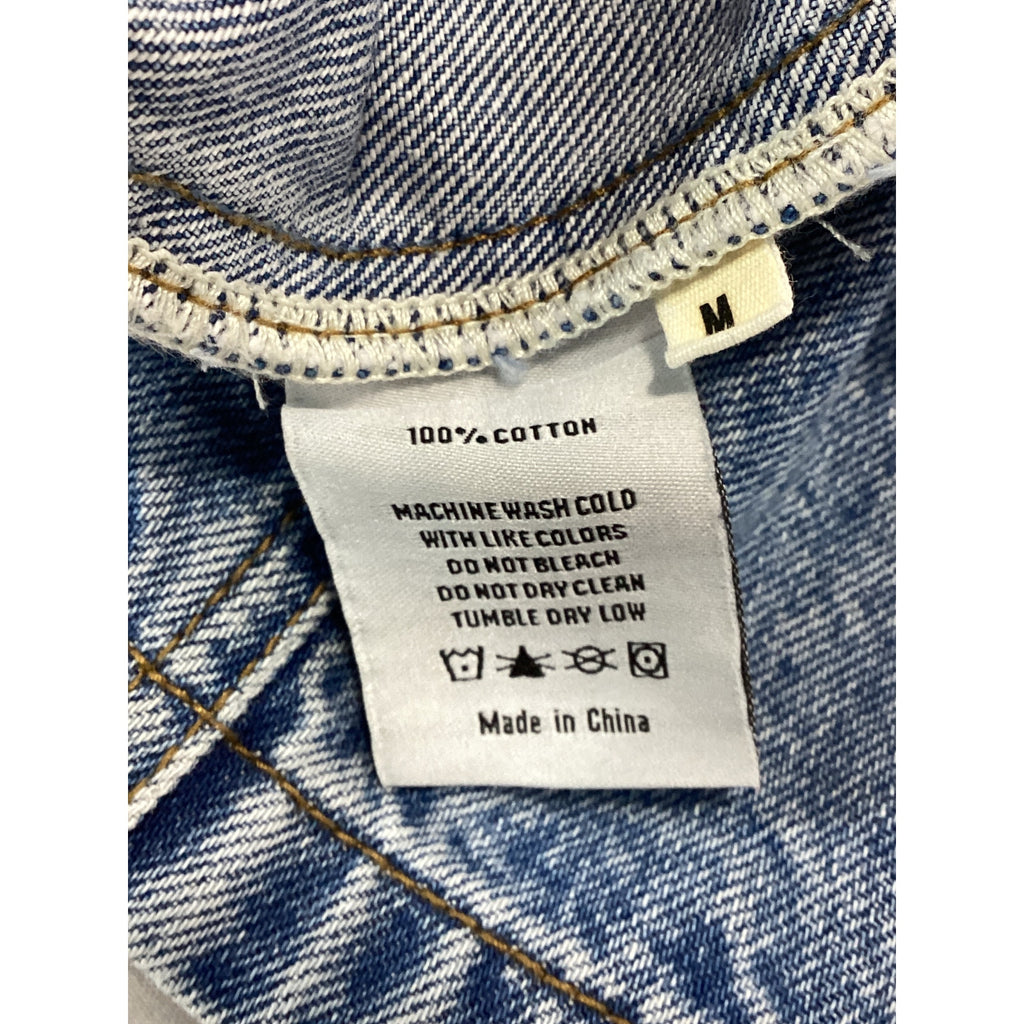 M
100% COTTON
MACHINE WASH COLD
WITH LIKE COLORS
DO NOT BLEACH
DO NOT DRY CLEAN
TUMBLE DRY LOW
Made in China